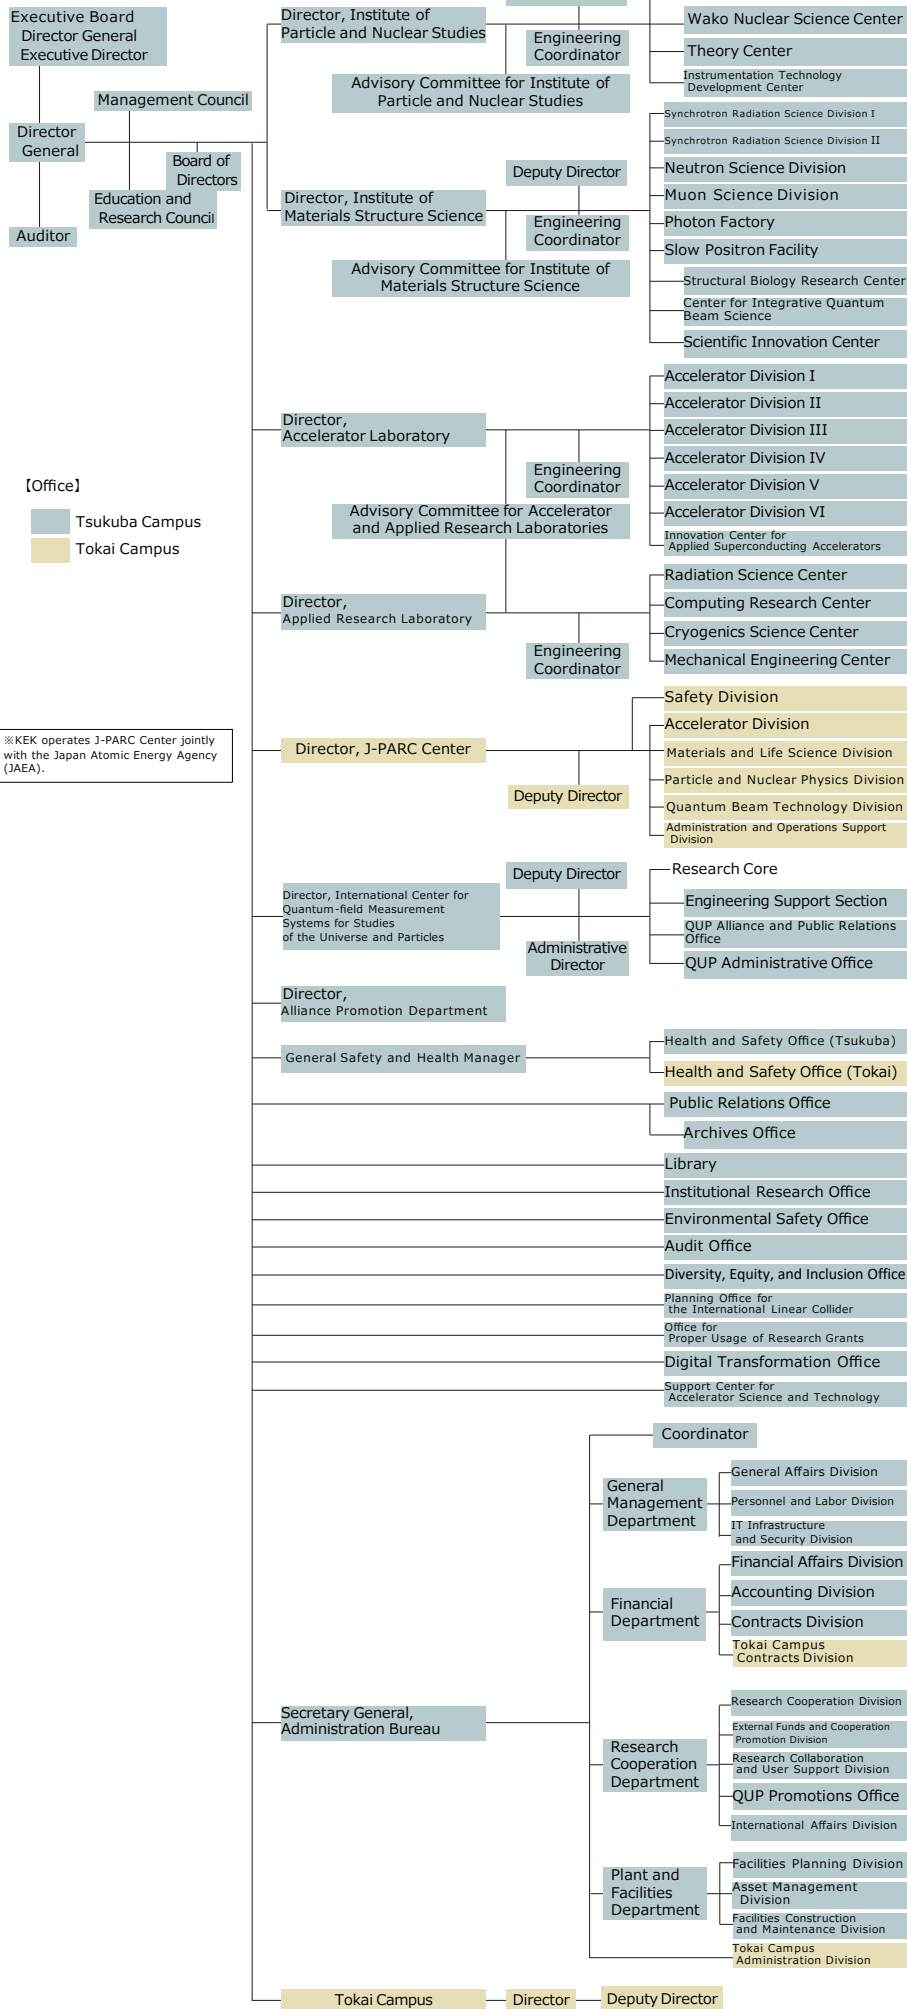 Executive Board
Director General
Executive Director
Management Council
Director
General
Board of
Directors
Education and
Research Council
Auditor
【Office】
Tsukuba Campus
Tokai Campus
※KEK operates J-PARC Center jointly
with the Japan Atomic Energy Agency
(JAEA).
Director, Institute of
Particle and Nuclear Studies
Engineering
Coordinator
Advisory Committee for Institute of
Particle and Nuclear Studies
Wako Nuclear Science Center
Theory Center
Instrumentation Technology
Development Center
Director, Institute of
Materials Structure Science
Deputy Director
Engineering
Coordinator
Advisory Committee for Institute of
Materials Structure Science
Synchrotron Radiation Science Division I
Synchrotron Radiation Science Division II
Neutron Science Division
Muon Science Division
Photon Factory
Slow Positron Facility
Structural Biology Research Center
Center for Integrative Quantum
Beam Science
Scientific Innovation Center
Director,
Accelerator Laboratory
Engineering
Coordinator
Advisory Committee for Accelerator
and Applied Research Laboratories
Accelerator Division I
Accelerator Division II
Accelerator Division III
Accelerator Division IV
Accelerator Division V
Accelerator Division VI
Innovation Center for
Applied Superconducting Accelerators
Director,
Applied Research Laboratory
Engineering
Coordinator
Radiation Science Center
Computing Research Center
Cryogenics Science Center
Mechanical Engineering Center
Director, J-PARC Center
Deputy Director
Safety Division
Accelerator Division
Materials and Life Science Division
Particle and Nuclear Physics Division
Quantum Beam Technology Division
Administration and Operations Support
Division
Director, International Center for
Quantum-field Measurement
Systems for Studies
of the Universe and Particles
Deputy Director
Administrative
Director
Research Core
Engineering Support Section
QUP Alliance and Public Relations
Office
QUP Administrative Office
Director,
Alliance Promotion Department
General Safety and Health Manager
Health and Safety Office (Tsukuba)
Health and Safety Office (Tokai)
Public Relations Office
Archives Office
Library
Institutional Research Office
Environmental Safety Office
Audit Office
Diversity, Equity, and Inclusion Office
Planning Office for
the International Linear Collider
Office for
Proper Usage of Research Grants
Digital Transformation Office
Support Center for
Accelerator Science and Technology
Secretary General,
Administration Bureau
Coordinator
General
Management
Department
General Affairs Division
Personnel and Labor Division
IT Infrastructure
and Security Division
Financial
Department
Financial Affairs Division
Accounting Division
Contracts Division
Tokai Campus
Contracts Division
Research
Cooperation
Department
Research Cooperation Division
External Funds and Cooperation
Promotion Division
Research Collaboration
and User Support Division
QUP Promotions Office
International Affairs Division
Plant and
Facilities
Department
Facilities Planning Division
Asset Management
Division
Facilities Construction
and Maintenance Division
Tokai Campus
Administration Division
Tokai Campus
Director
Deputy Director